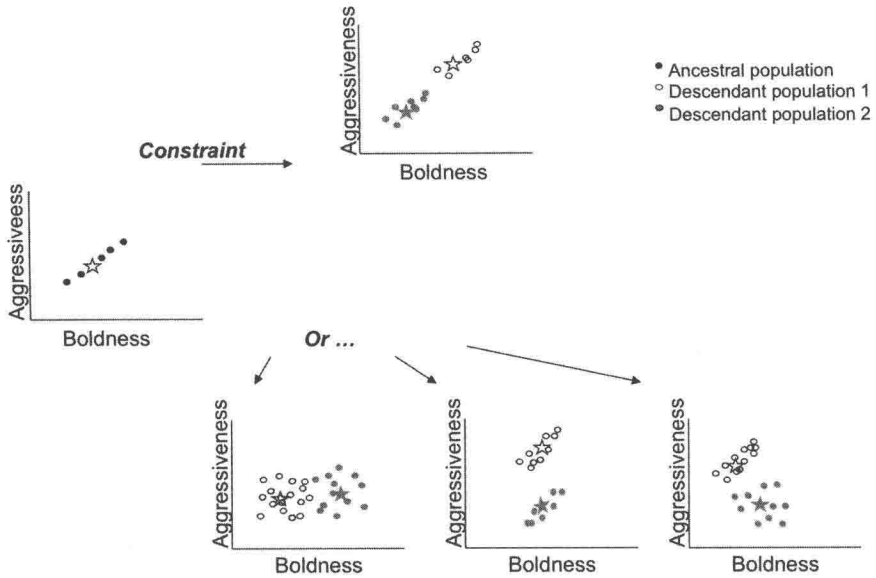 Aggressiveness
Boldness
Ancestral population
Descendant population 1
Descendant population 2
Constraint
Aggressiveess
Boldness
Or ...
Aggressiveness
Boldness
Aggressiveness
Boldness
Aggressiveness
Boldness